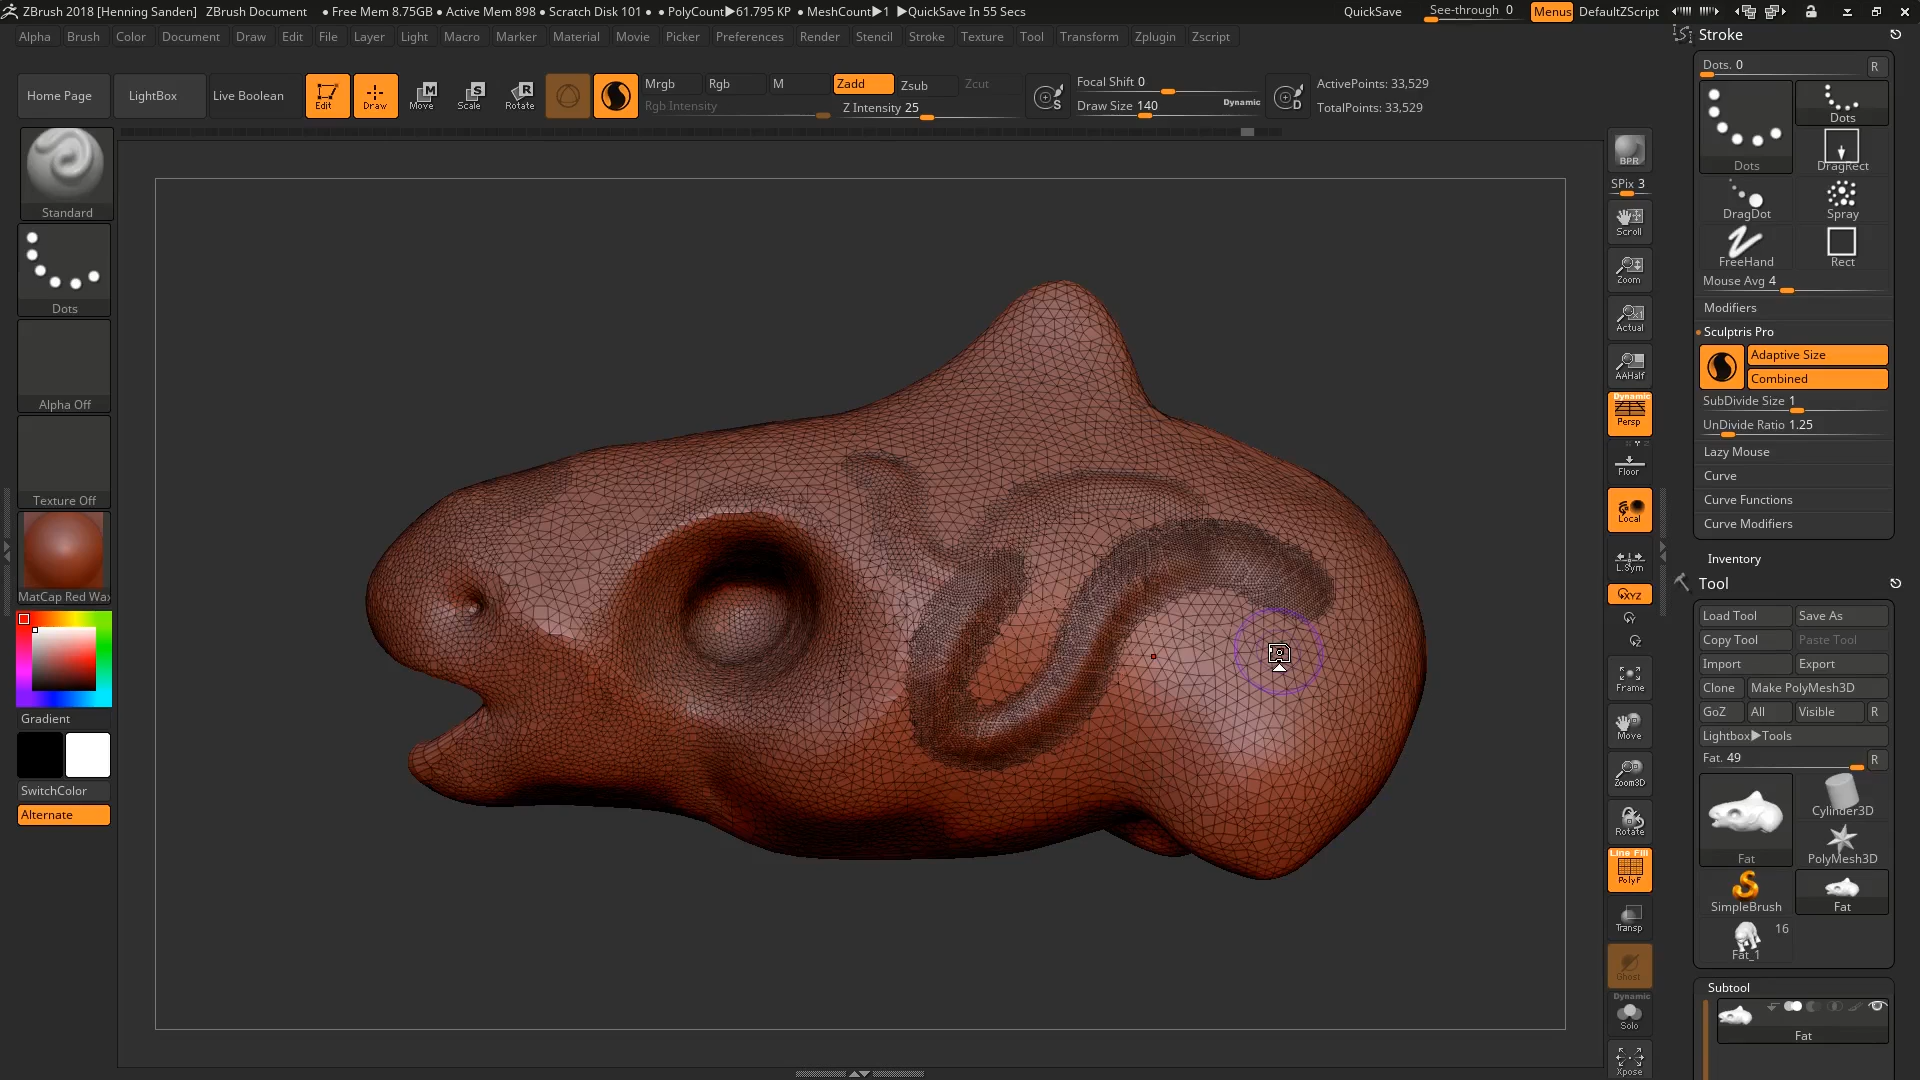 ZBrush 2018 [Henning Sanden] ZBrush Document • Free Mem 8.75GB • Active Mem 898 • Scratch Disk 101 • • PolyCount▶61.795 KP • MeshCount▶1 ▶QuickSave In 55 Secs QuickSave See-through 0 Menus DefaultZScript
Alpha Brush Color Document Draw Edit File Layer Light Macro Marker Material Movie Picker Preferences Render Stencil Stroke Texture Tool Transform Zplugin Zscript
Home Page LightBox Live Boolean Edit Draw Move Scale Rotate
M S R
Mrgb Rgb M Zadd Zsub Zcut
Rgb Intensity Z Intensity 25
S Focal Shift 0
Draw Size 140 Dynamic
D ActivePoints: 33,529
TotalPoints: 33,529
Standard
Dots
Alpha Off
Texture Off
MatCap Red Wax
Gradient
SwitchColor
Alternate
BPR
SPix 3
Scroll
Zoom
Actual
AAHalf
Dynamic
Persp
Floor
Local
L.Sym
XYZ
Y
Z
Frame
Move
Zoom3D
Rotate
Line Fill
PolyF
Transp
Ghost
Dynamic
Solo
Xpose
Stroke
Dots. 0 R
Dots Dots
DragRect
DragDot Spray
FreeHand Rect
Mouse Avg 4
Modifiers
Sculptris Pro
Adaptive Size
Combined
SubDivide Size 1
UnDivide Ratio 1.25
Lazy Mouse
Curve
Curve Functions
Curve Modifiers
Inventory
Tool
Load Tool Save As
Copy Tool Paste Tool
Import Export
Clone Make PolyMesh3D
GoZ All Visible R
Lightbox▶Tools
Fat. 49 R
Cylinder3D
Fat PolyMesh3D
SimpleBrush Fat
16
Fat_1
Subtool
Fat